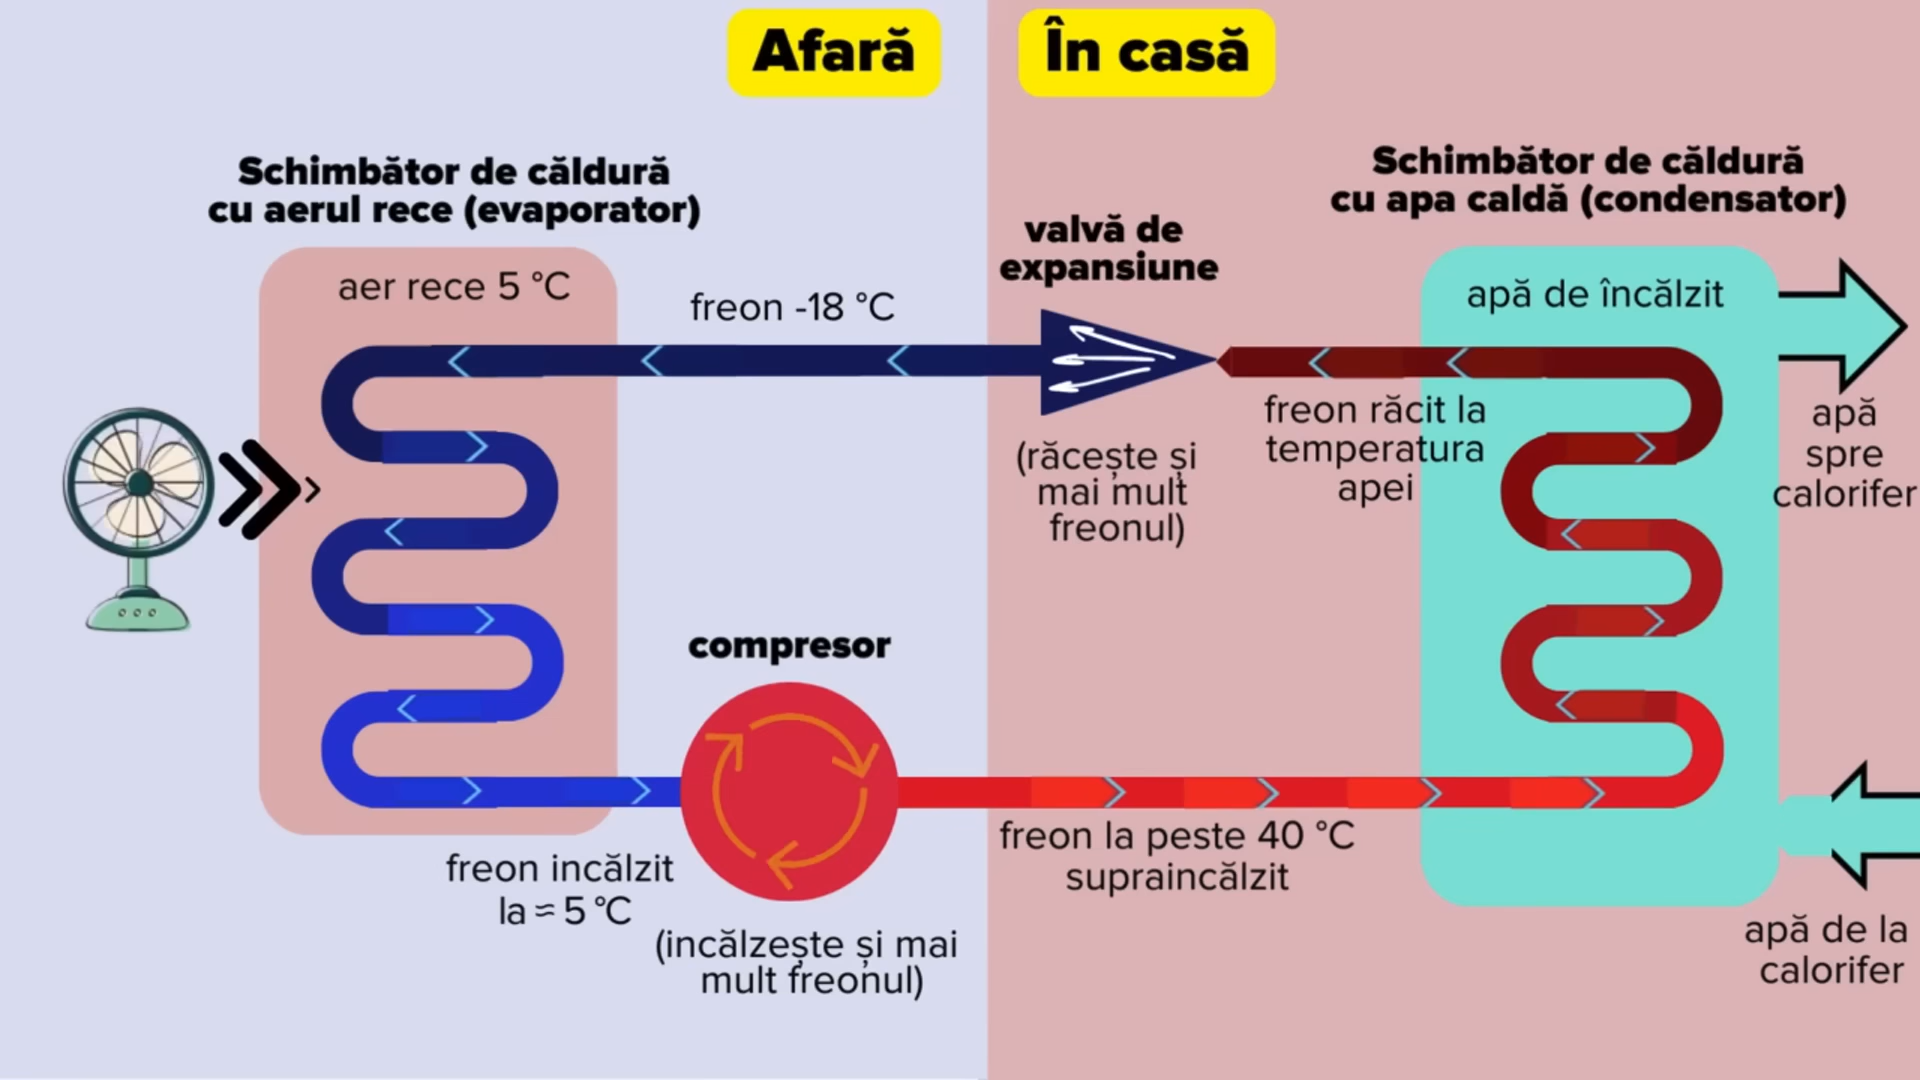 Afară
În casă
Schimbător de căldură
cu aerul rece (evaporator)
aer rece 5 °C
freon -18 °C
valvă de
expansiune
(răcește și
mai mult
freonul)
Schimbător de căldură
cu apa caldă (condensator)
apă de încălzit
freon răcit la
temperatura
apei
apă
spre
calorifer
compresor
freon incălzit
la ≈ 5 °C
(incălzește și mai
mult freonul)
freon la peste 40 °C
supraincălzit
apă de la
calorifer